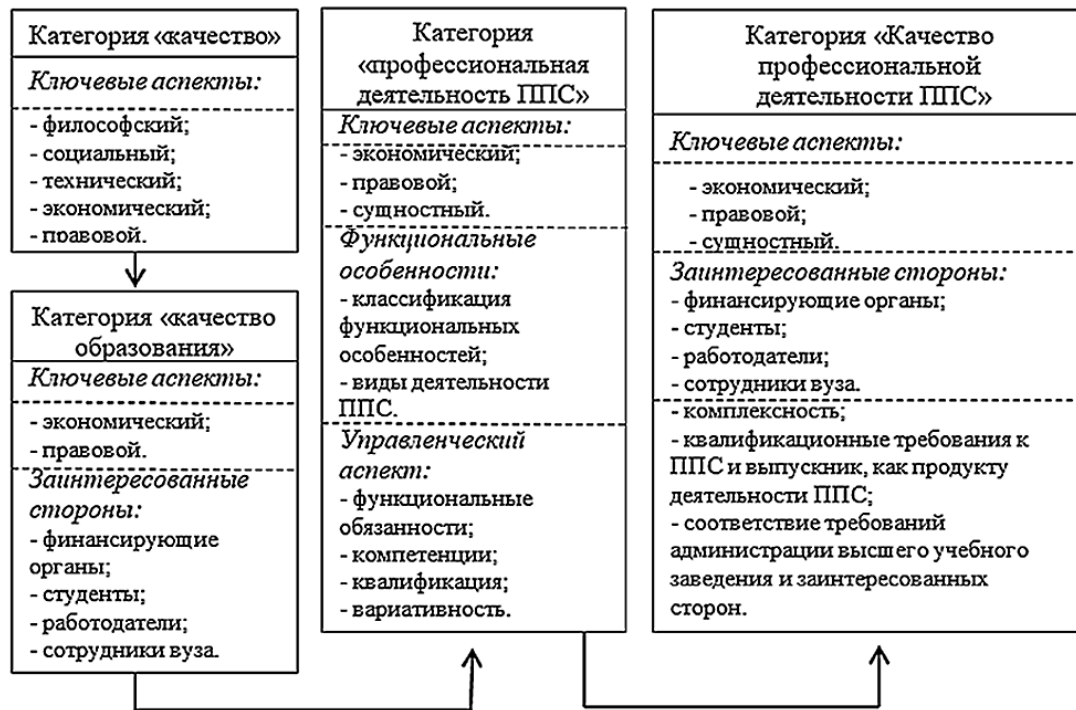 Категория «качество»
Ключевые аспекты:
- философский;
- социальный;
- технический;
- экономический;
- правовой.
Категория «качество
образования»
Ключевые аспекты:
- экономический;
- правовой.
Заинтересованные
стороны:
- финансирующие
органы;
- студенты;
- работодатели;
- сотрудники вуза.
Категория
«профессиональная
деятельность ППС»
Ключевые аспекты:
- экономический;
- правовой;
- сущностный.
Функциональные
особенности:
- классификация
функциональных
особенностей;
- виды деятельности
ППС.
Управленческий
аспект:
- функциональные
обязанности;
- компетенции;
- квалификация;
- вариативность.
Категория «Качество
профессиональной
деятельности ППС»
Ключевые аспекты:
- экономический;
- правовой;
- сущностный.
Заинтересованные стороны:
- финансирующие органы;
- студенты;
- работодатели;
- сотрудники вуза.
- комплексность;
- квалификационные требования к
ППС и выпускник, как продукту
деятельности ППС;
- соответствие требований
администрации высшего учебного
заведения и заинтересованных
сторон.